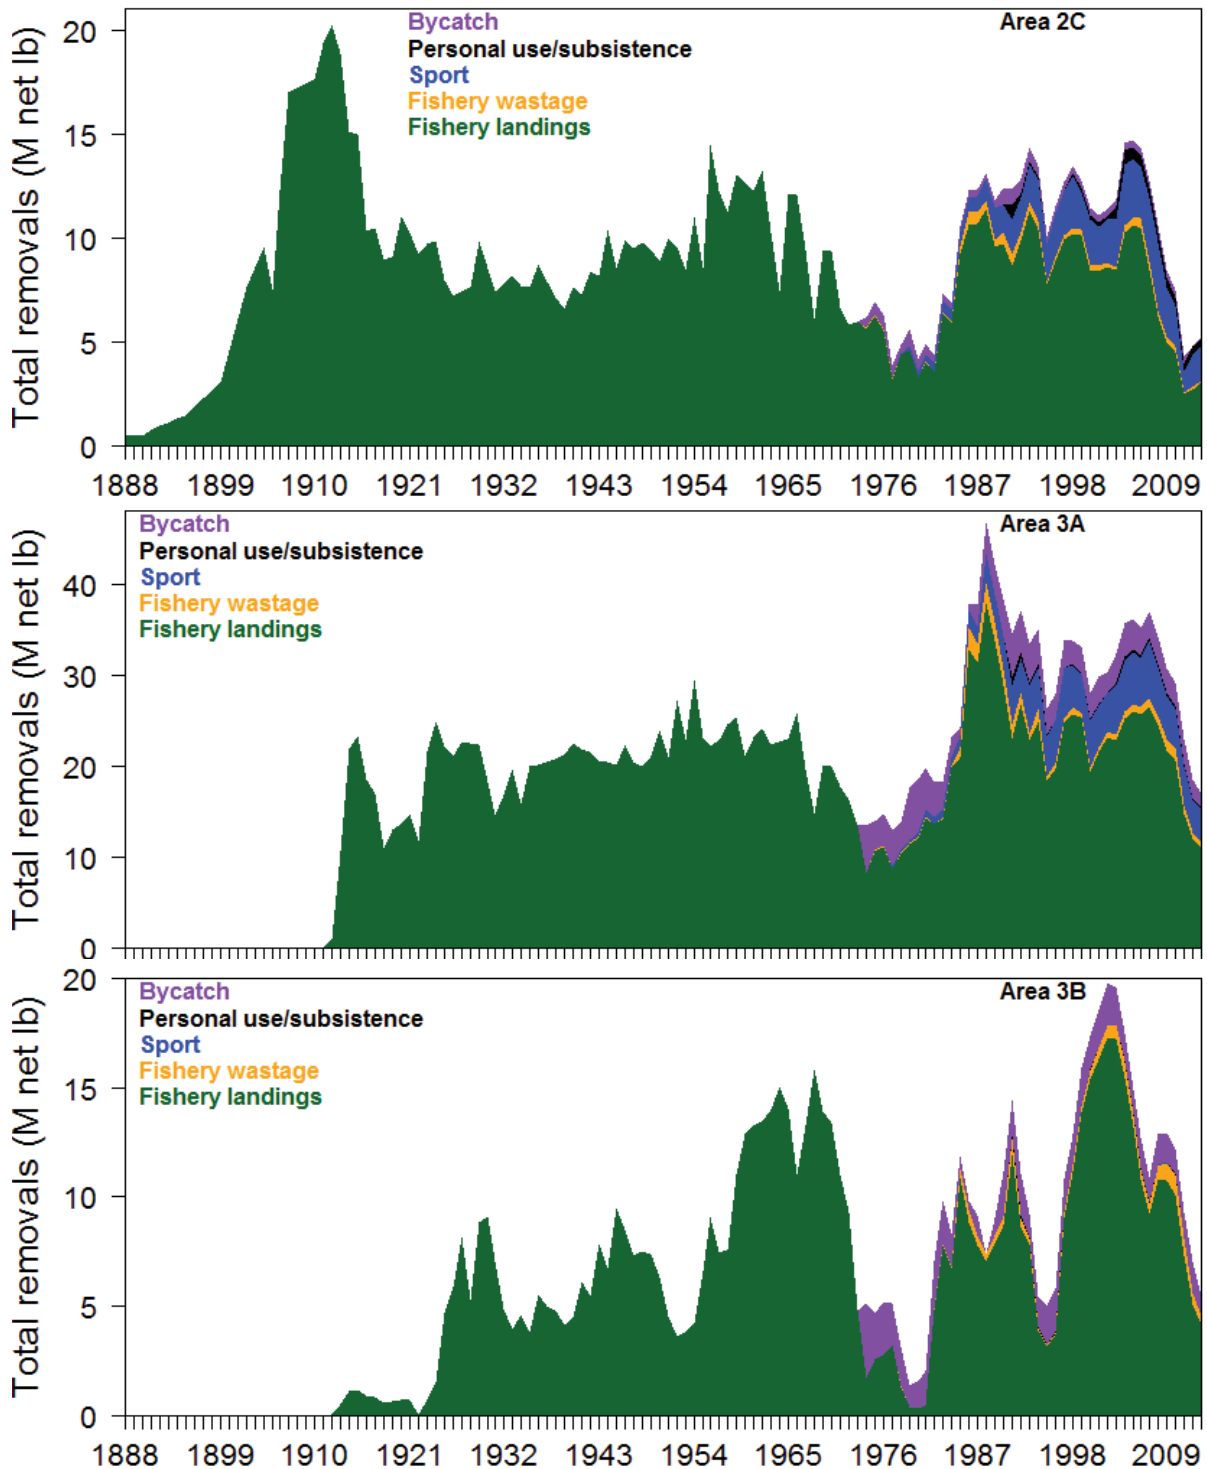 Total removals (M net lb)
Bycatch
Personal use/subsistence
Sport
Fishery wastage
Fishery landings
Area 2C
20
15
10
5
0
1888 1899 1910 1921 1932 1943 1954 1965 1976 1987 1998 2009
Total removals (M net lb)
Bycatch
Personal use/subsistence
Sport
Fishery wastage
Fishery landings
Area 3A
40
30
20
10
0
Total removals (M net lb)
Bycatch
Personal use/subsistence
Sport
Fishery wastage
Fishery landings
Area 3B
20
15
10
5
0
1888 1899 1910 1921 1932 1943 1954 1965 1976 1987 1998 2009